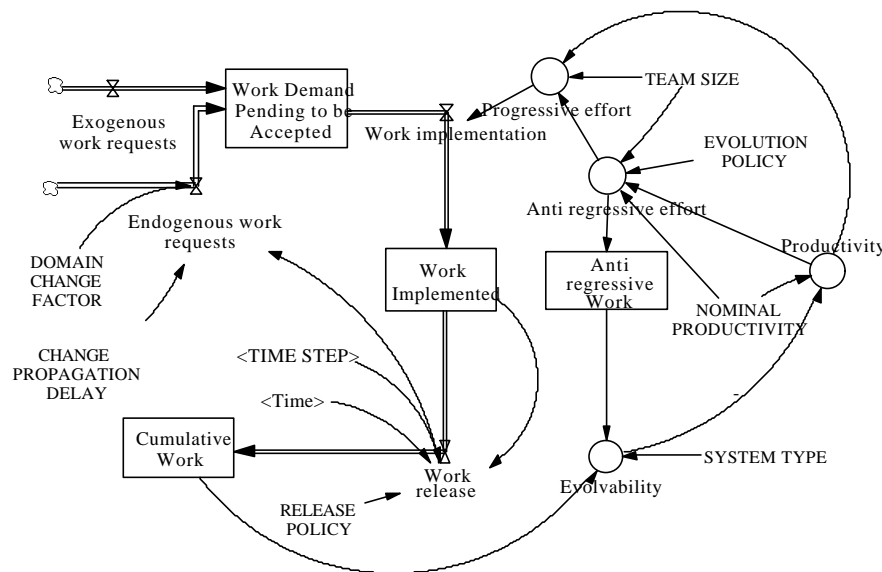 Exogenous
work requests
Work Demand
Pending to be
Accepted
Work implementation
Progressive effort
TEAM SIZE
EVOLUTION
POLICY
Anti regressive effort
Endogenous work
requests
DOMAIN
CHANGE
FACTOR
CHANGE
PROPAGATION
DELAY
Work
Implemented
Anti
regressive
Work
Productivity
NOMINAL
PRODUCTIVITY
<TIME STEP>
<Time>
-
Cumulative
Work
Work
release
RELEASE
POLICY
Evolvability
SYSTEM TYPE